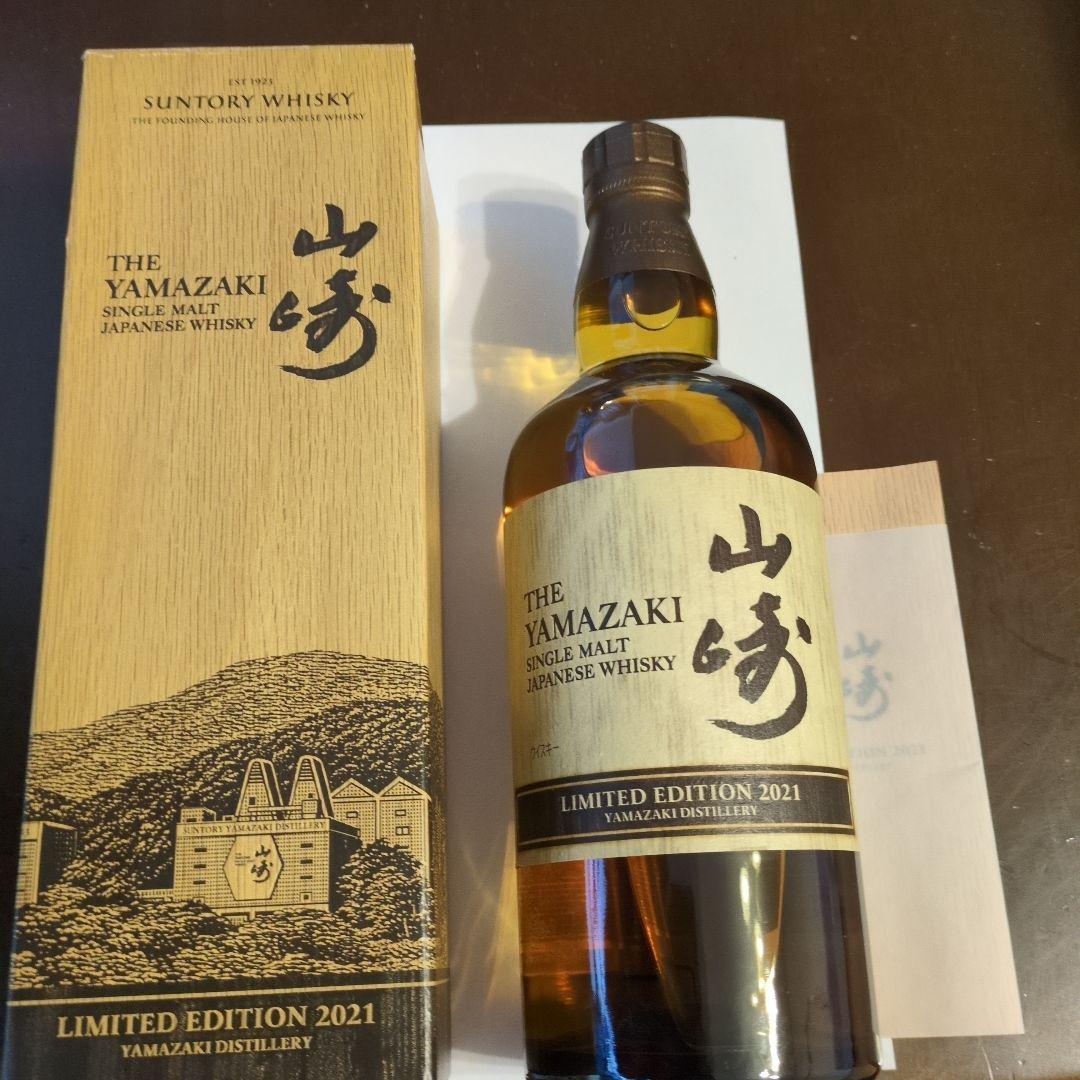 EST 1923
SUNTORY WHISKY
THE FOUNDING HOUSE OF JAPANESE WHISKY
THE
YAMAZAKI
SINGLE MALT
JAPANESE WHISKY
山崎
SUNTORY YAMAZAKI DISTILLERY
山崎
LIMITED EDITION 2021
YAMAZAKI DISTILLERY
SUNTORY
WHISKY
THE
YAMAZAKI
SINGLE MALT
JAPANESE WHISKY
山崎
ウイスキー
LIMITED EDITION 2021
YAMAZAKI DISTILLERY
山崎
EDITION 2021